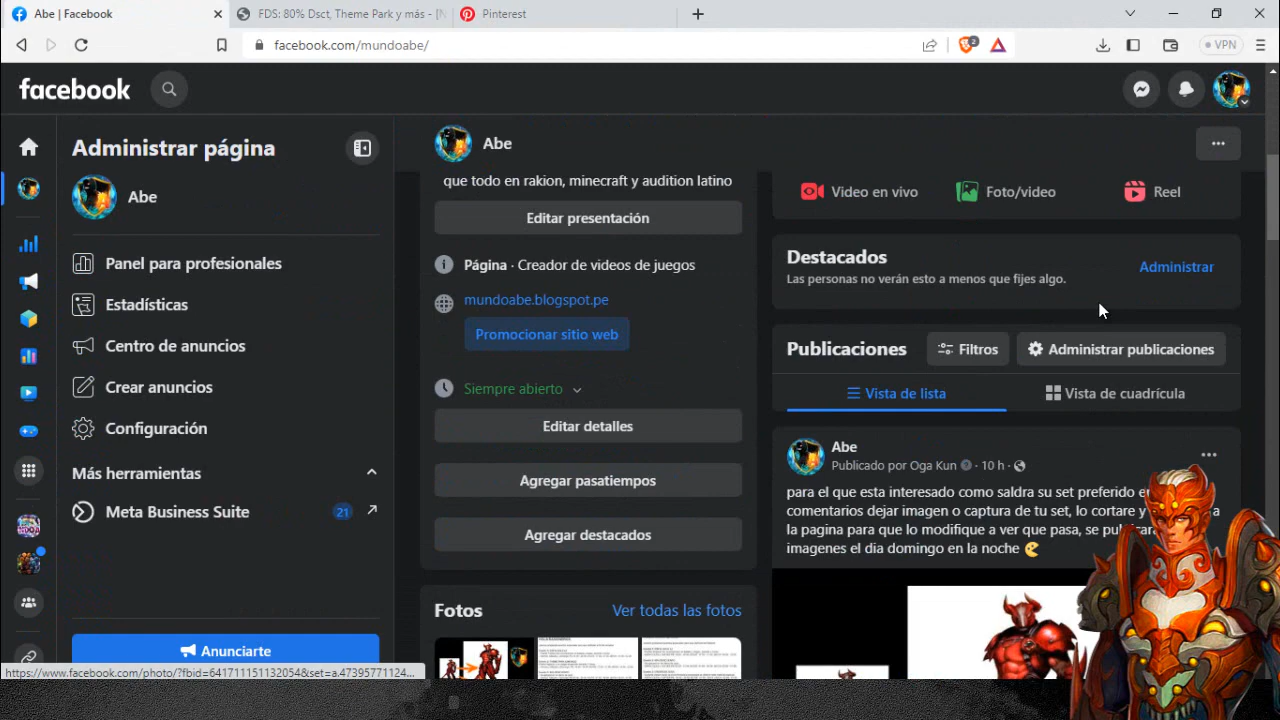 Abe | Facebook
FDS: 80% Dsct, Theme Park y más - [N
Pinterest
facebook.com/mundoabe/
2
VPN
facebook
Administrar página
Abe
Abe
Panel para profesionales
Estadísticas
Centro de anuncios
Crear anuncios
Configuración
Más herramientas
Meta Business Suite
21
Anunciarte
https://www.facebook.com/photo/?fbid=641911151132054&set=a.47395771124...
que todo en rakion, minecraft y audition latino
Editar presentación
Página · Creador de videos de juegos
mundoabe.blogspot.pe
Promocionar sitio web
Siempre abierto
Editar detalles
Agregar pasatiempos
Agregar destacados
Fotos
Ver todas las fotos
Video en vivo
Foto/video
Reel
Destacados
Las personas no verán esto a menos que fijes algo.
Administrar
Publicaciones
Filtros
Administrar publicaciones
Vista de lista
Vista de cuadrícula
Abe
Publicado por Oga Kun
· 10 h ·
para el que esta interesado como saldra su set preferido
comentarios dejar imagen o captura de tu set, lo cortare y
la pagina para que lo modifique a ver que pasa, se
imagenes el dia domingo en la noche